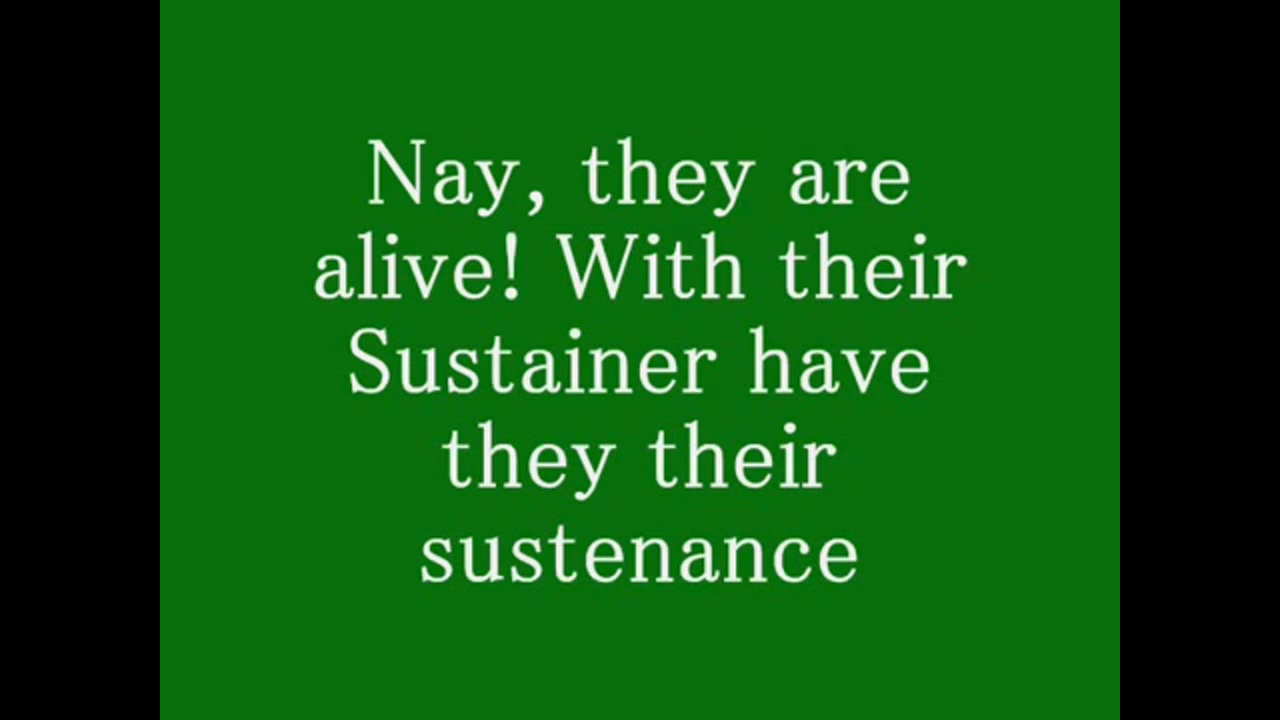 Nay, they are
alive! With their
Sustainer have
they their
sustenance